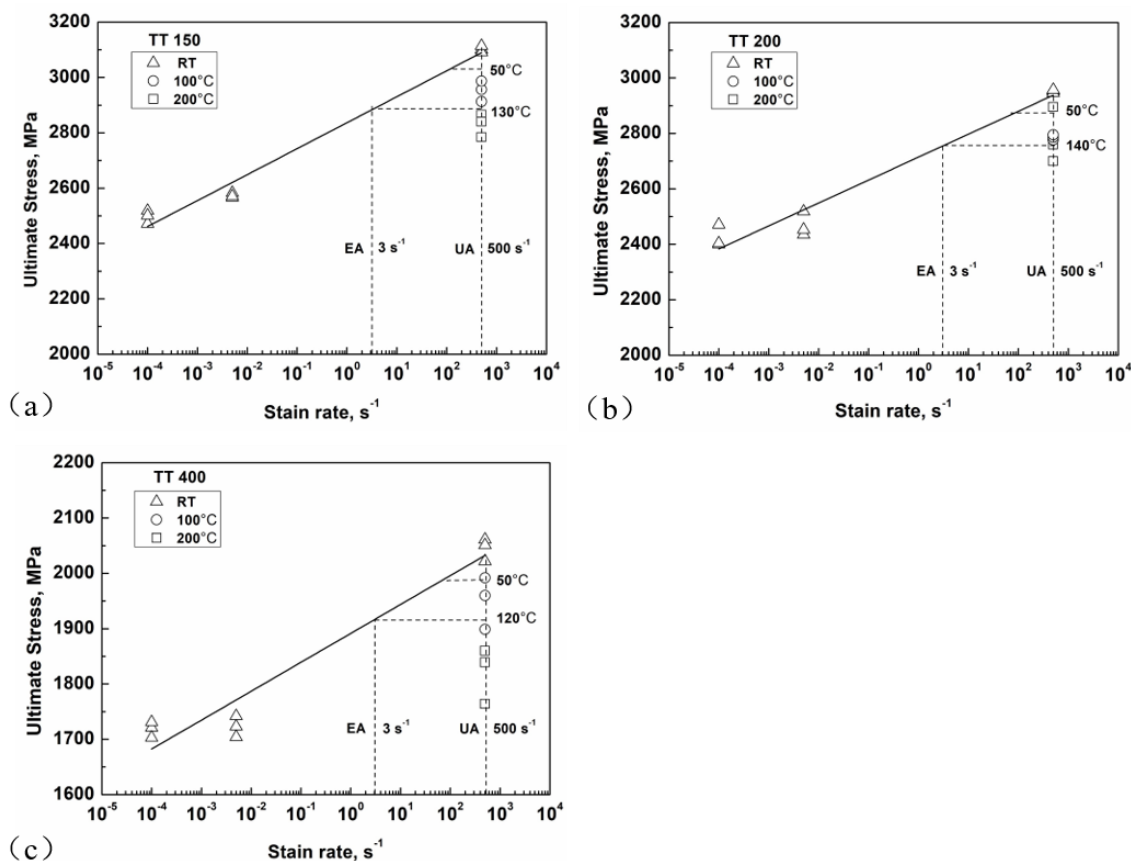 TT 150
RT
100°C
200°C
3200
3000
2800
2600
2400
2200
2000
Ultimate Stress, MPa
50°C
130°C
EA 3 s⁻¹ UA 500 s⁻¹
10⁻⁵ 10⁻⁴ 10⁻³ 10⁻² 10⁻¹ 10⁰ 10¹ 10² 10³ 10⁴
Stain rate, s⁻¹
(a)
TT 200
RT
100°C
200°C
3200
3000
2800
2600
2400
2200
2000
Ultimate Stress, MPa
50°C
140°C
EA 3 s⁻¹ UA 500 s⁻¹
10⁻⁵ 10⁻⁴ 10⁻³ 10⁻² 10⁻¹ 10⁰ 10¹ 10² 10³ 10⁴
Stain rate, s⁻¹
(b)
TT 400
RT
100°C
200°C
2200
2100
2000
1900
1800
1700
1600
Ultimate Stress, MPa
50°C
120°C
EA 3 s⁻¹ UA 500 s⁻¹
10⁻⁵ 10⁻⁴ 10⁻³ 10⁻² 10⁻¹ 10⁰ 10¹ 10² 10³ 10⁴
Stain rate, s⁻¹
(c)